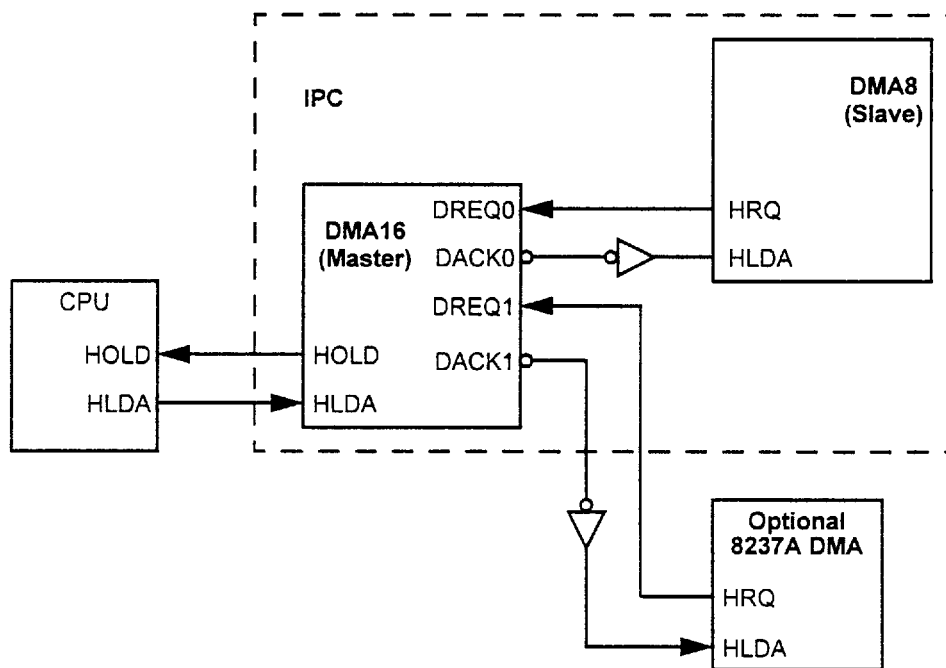 IPC
DMA8
(Slave)
HRQ
HLDA
DMA16
(Master)
DREQ0
DACK0
DREQ1
DACK1
HOLD
HLDA
CPU
HOLD
HLDA
Optional
8237A DMA
HRQ
HLDA